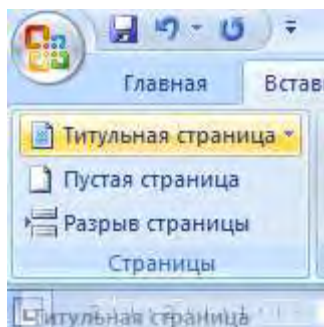 Главная Встав
Титульная страница
Пустая страница
Разрыв страницы
Страницы
Титульная страница